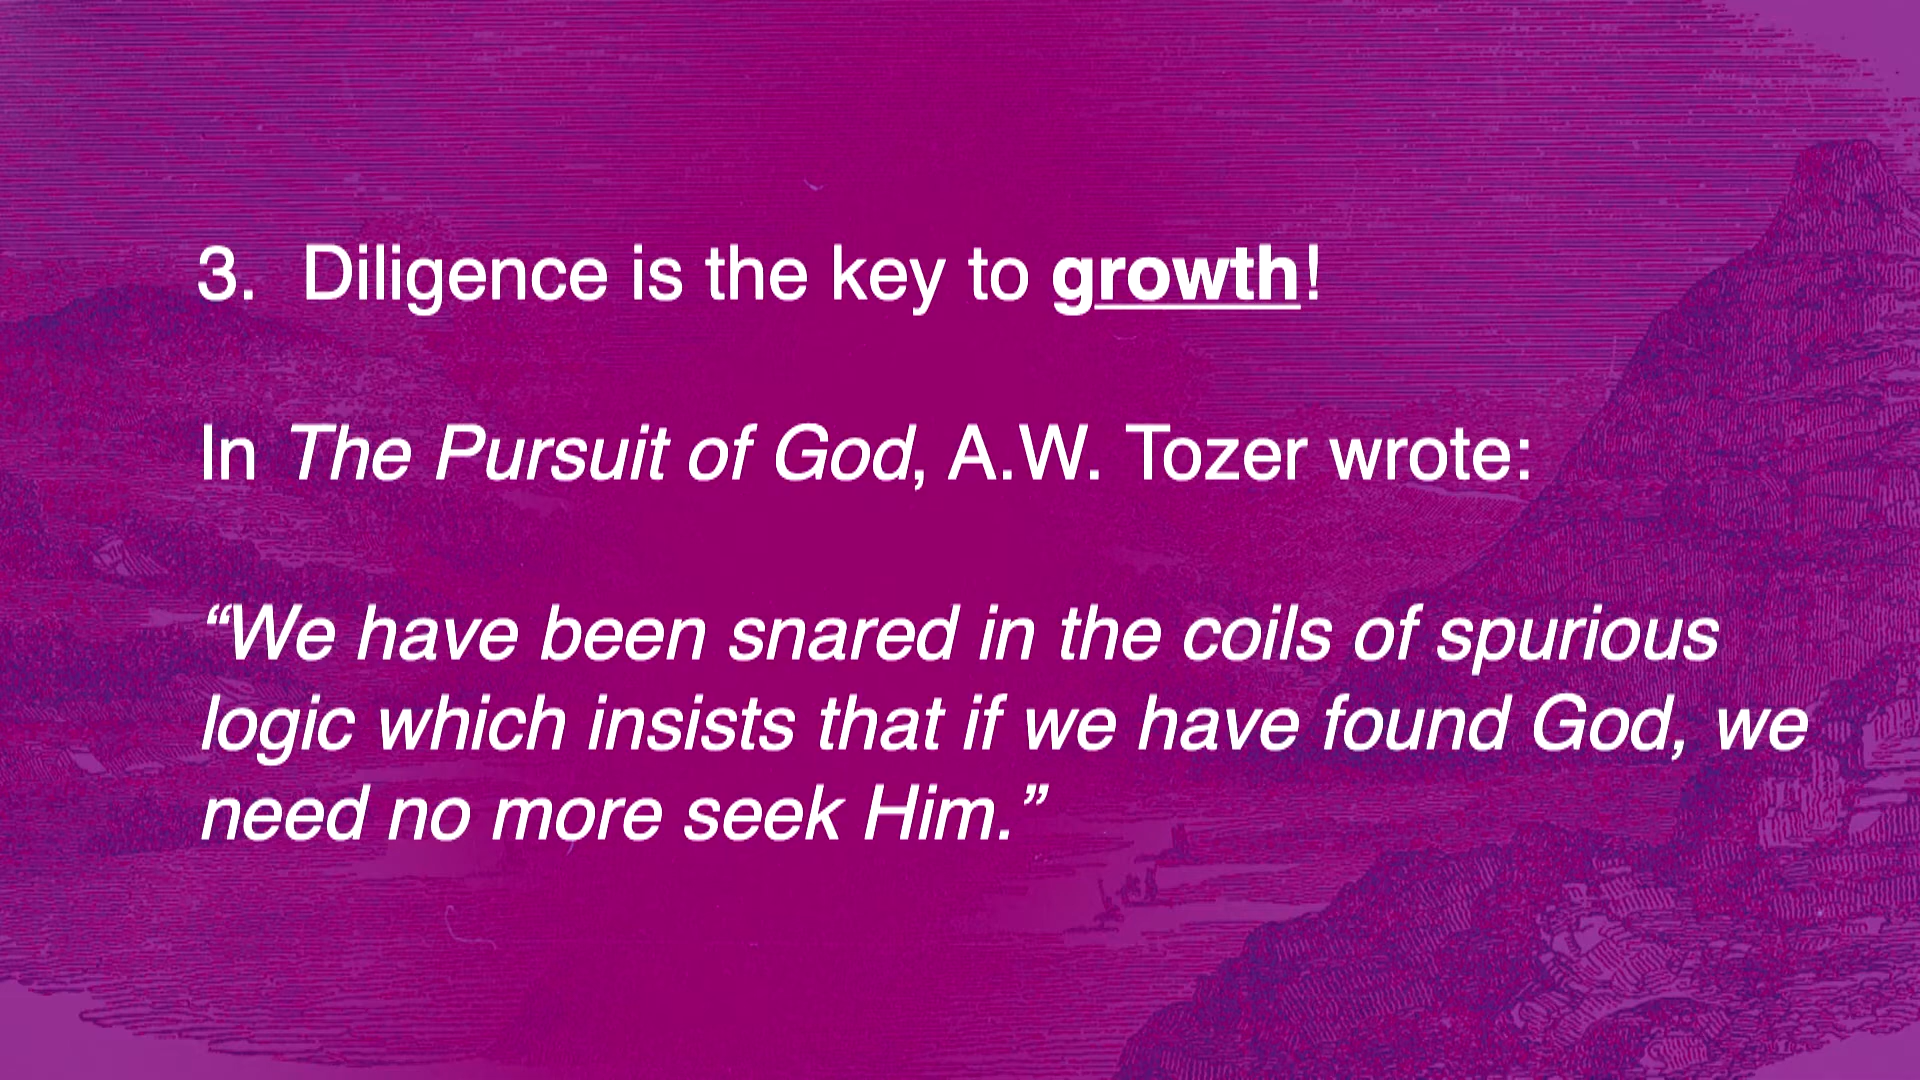 3. Diligence is the key to growth!
In The Pursuit of God, A.W. Tozer wrote:
“We have been snared in the coils of spurious
logic which insists that if we have found God, we
need no more seek Him.”